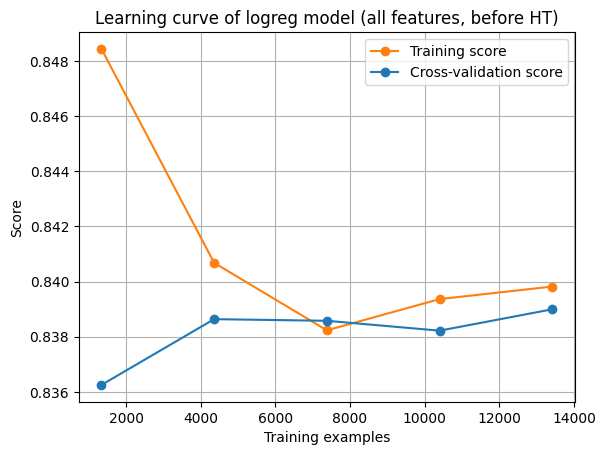 Learning curve of logreg model (all features, before HT)
Training score
Cross-validation score
0.848
0.846
0.844
0.842
0.840
0.838
0.836
Score
2000 4000 6000 8000 10000 12000 14000
Training examples